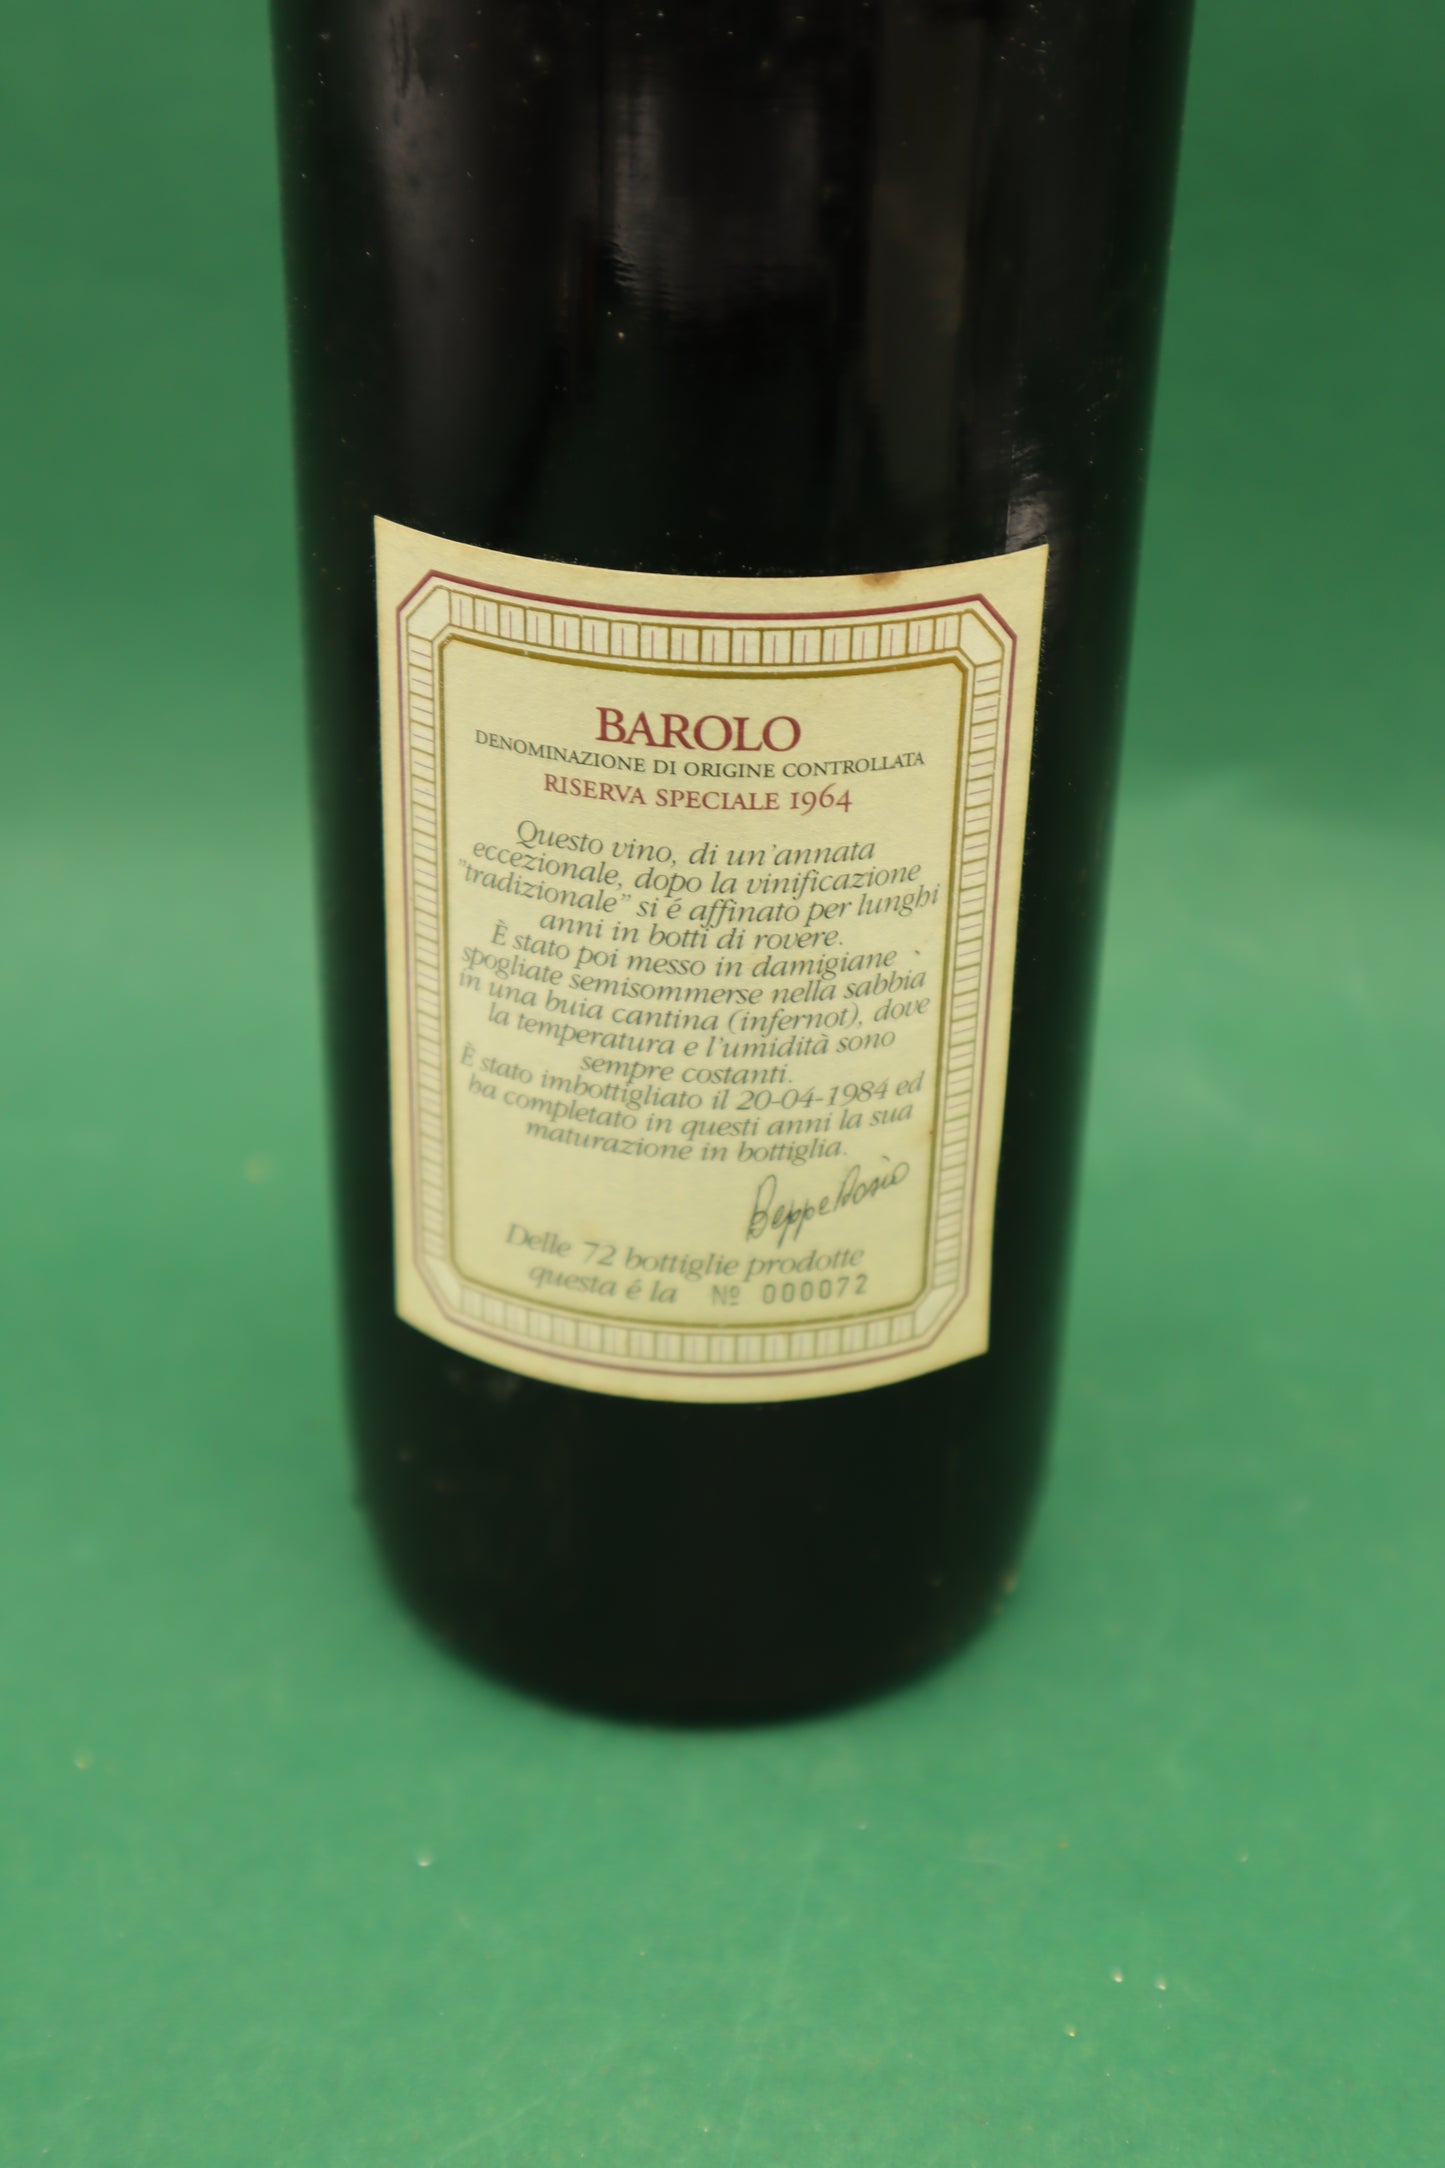 BAROLO
DENOMINAZIONE DI ORIGINE CONTROLLATA
RISERVA SPECIALE 1964
Questo vino, di un'annata
eccezionale, dopo la vinificazione
"tradizionale" si é affinato per lunghi
anni in botti di rovere.
È stato poi messo in damigiane
spogliate semisommerse nella sabbia
in una buia cantina (infernot), dove
la temperatura e l'umidità sono
sempre costanti.
È stato imbottigliato il 20-04-1984 ed
ha completato in questi anni la sua
maturazione in bottiglia.
Beppe
Delle 72 bottiglie prodotte
questa é la Nº 000072